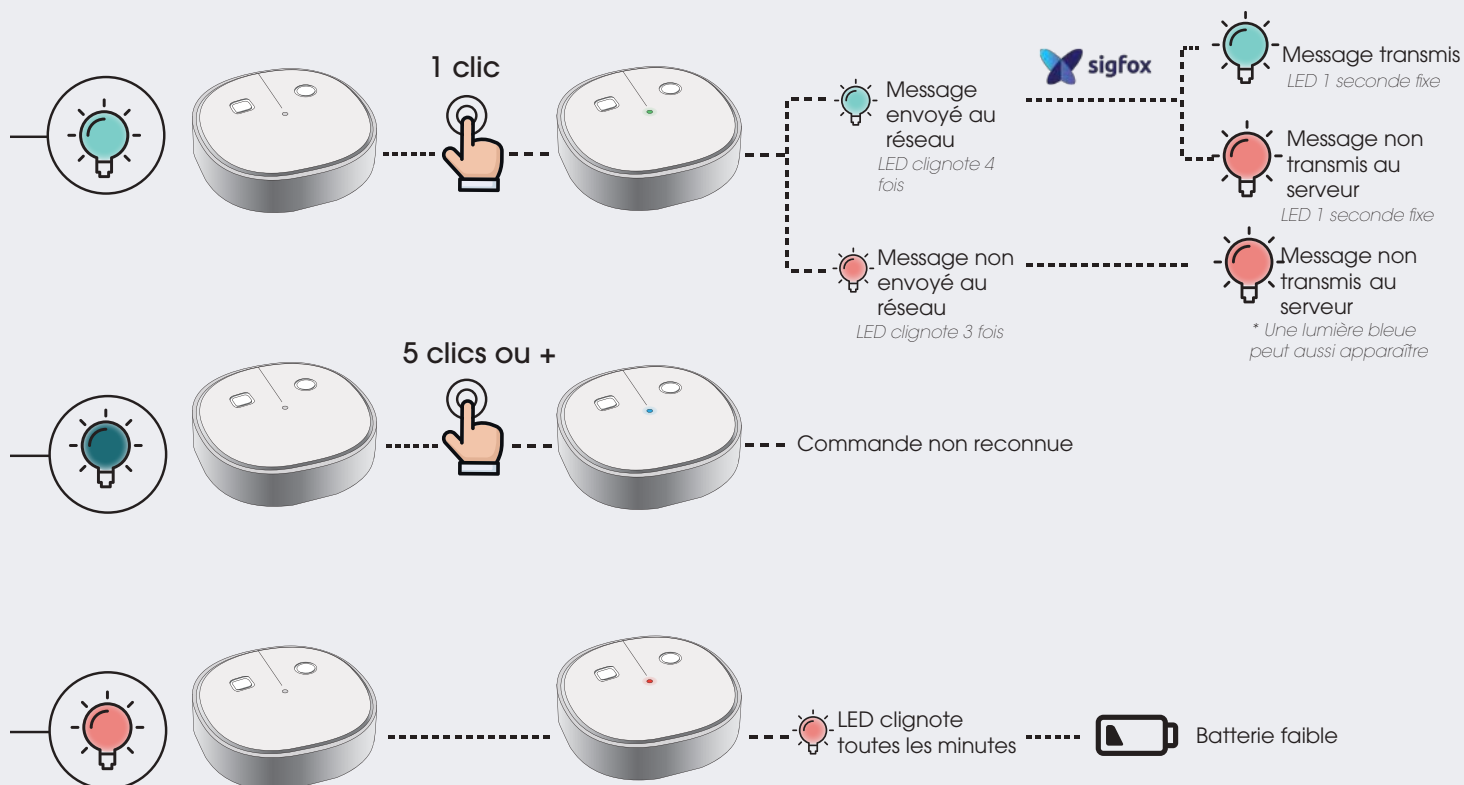 1 clic
Message
envoyé au
réseau
LED clignote 4
fois
sigfox
Message transmis
LED 1 seconde fixe
Message non
transmis au
serveur
LED 1 seconde fixe
Message non
envoyé au
réseau
LED clignote 3 fois
Message non
transmis au
serveur
* Une lumière bleue
peut aussi apparaître
5 clics ou +
Commande non reconnue
LED clignote
toutes les minutes
Batterie faible